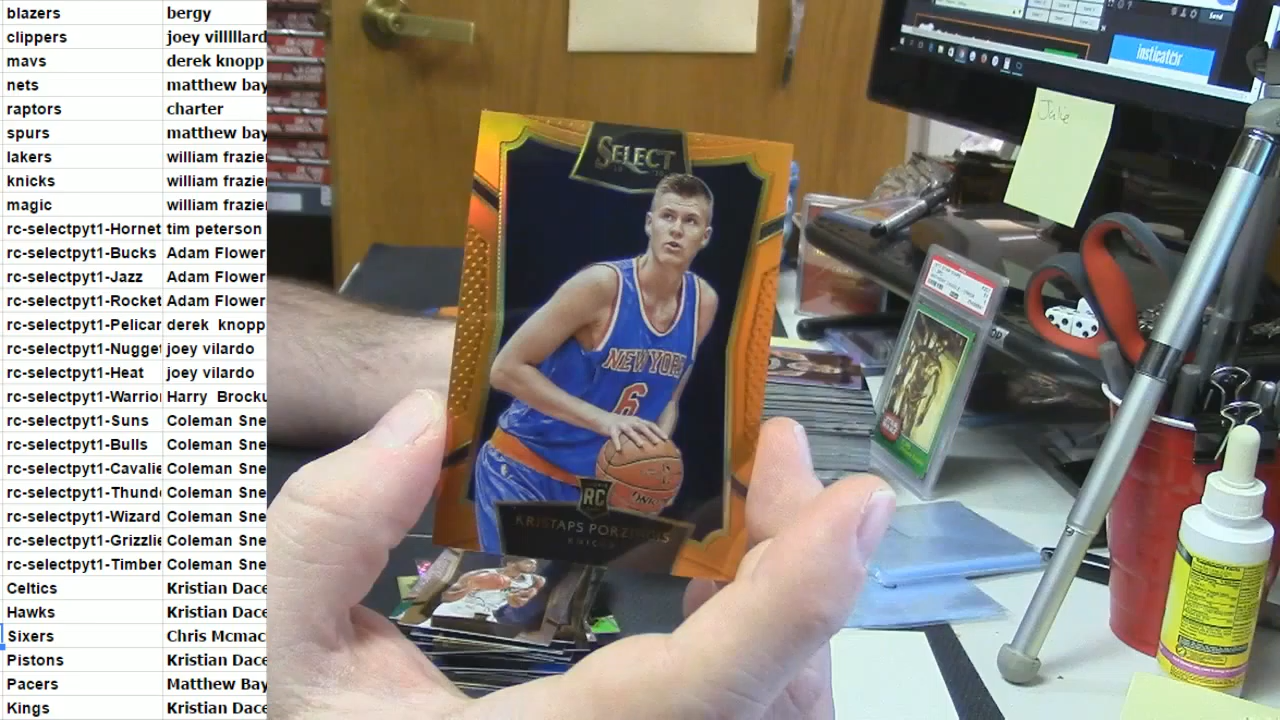 blazers bergy
clippers joey villlllard
mavs derek knopp
nets matthew bay
raptors charter
spurs matthew bay
lakers william frazie
knicks william frazie
magic william frazie
rc-selectpyt1-Hornet tim peterson
rc-selectpyt1-Bucks Adam Flower
rc-selectpyt1-Jazz Adam Flower
rc-selectpyt1-Rocket Adam Flower
rc-selectpyt1-Pelican derek knopp
rc-selectpyt1-Nugge joey vilardo
rc-selectpyt1-Heat joey vilardo
rc-selectpyt1-Warrio Harry Brocku
rc-selectpyt1-Suns Coleman Sne
rc-selectpyt1-Bulls Coleman Sne
rc-selectpyt1-Cavalie Coleman Sne
rc-selectpyt1-Thund Coleman Sne
rc-selectpyt1-Wizard Coleman Sne
rc-selectpyt1-Grizzlie Coleman Sne
rc-selectpyt1-Timber Coleman Sne
Celtics Kristian Dace
Hawks Kristian Dace
Sixers Chris Mcmac
Pistons Kristian Dace
Pacers Matthew Bay
Kings Kristian Dace
SELECT
NEW YORK
6
RC
KRISTAPS PORZINGIS
KNICKS
Julie
insticator
Send